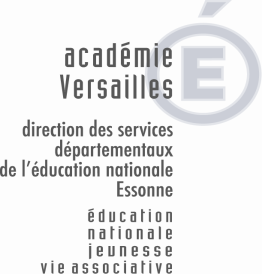 académie
Versailles
É
direction des services
départementaux
de l'éducation nationale
Essonne
éducation
nationale
jeunesse
vie associative